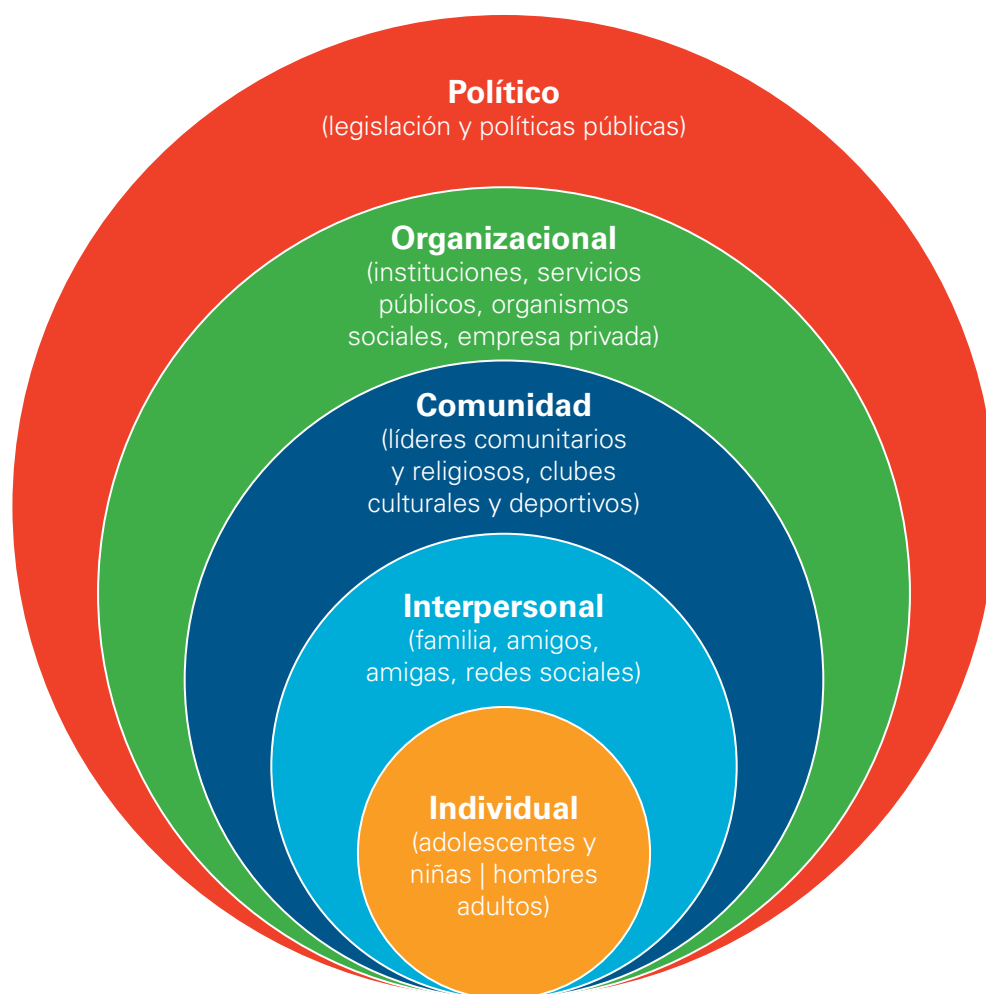 Político
(legislación y políticas públicas)
Organizacional
(instituciones, servicios
públicos, organismos
sociales, empresa privada)
Comunidad
(líderes comunitarios
y religiosos, clubes
culturales y deportivos)
Interpersonal
(familia, amigos,
amigas, redes sociales)
Individual
(adolescentes y
niñas | hombres
adultos)